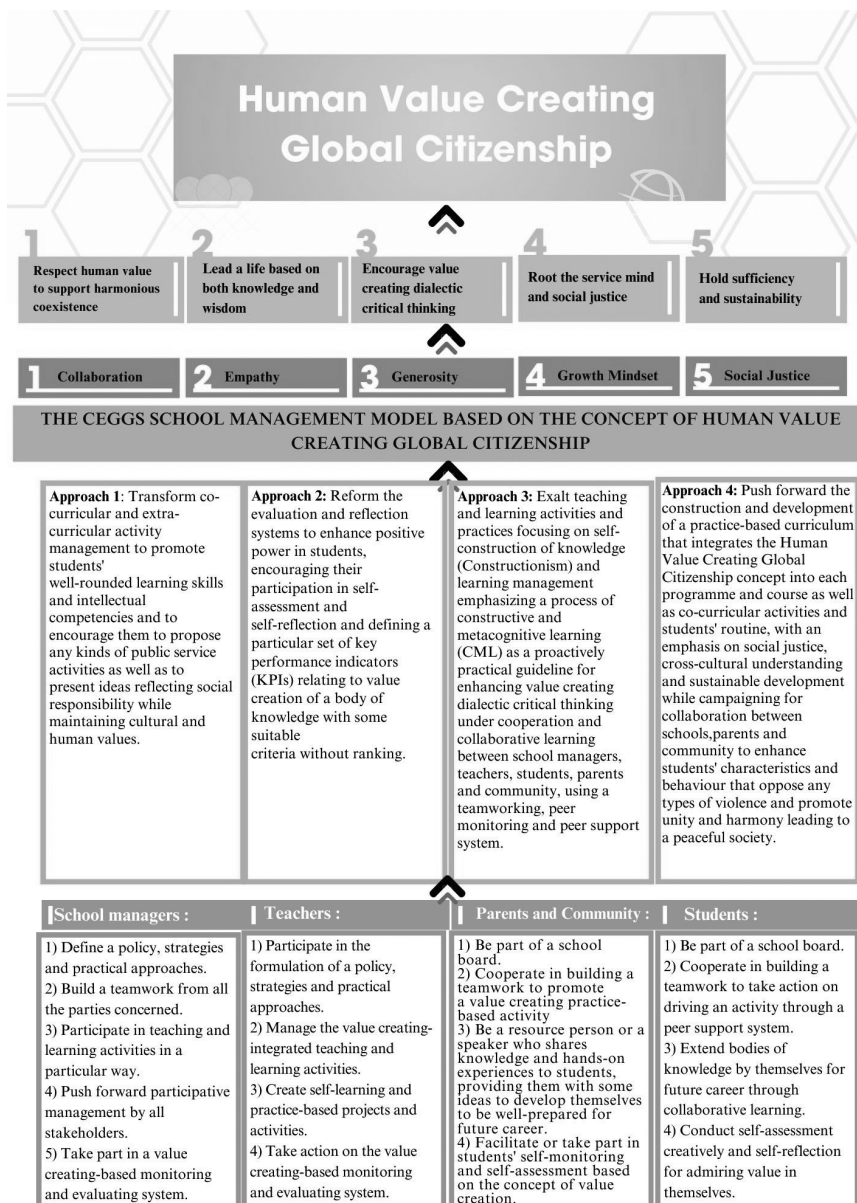 Human Value Creating
Global Citizenship
1
Respect human value
to support harmonious
coexistence
2
Lead a life based on
both knowledge and
wisdom
3
Encourage value
creating dialectic
critical thinking
4
Root the service mind
and social justice
5
Hold sufficiency
and sustainability
1 Collaboration
2 Empathy
3 Generosity
4 Growth Mindset
5 Social Justice
THE CEGGS SCHOOL MANAGEMENT MODEL BASED ON THE CONCEPT OF HUMAN VALUE
CREATING GLOBAL CITIZENSHIP
Approach 1: Transform co-
curricular and extra-
curricular activity
management to promote
students'
well-rounded learning skills
and intellectual
competencies and to
encourage them to propose
any kinds of public service
activities as well as to
present ideas reflecting social
responsibility while
maintaining cultural and
human values.
Approach 2: Reform the
evaluation and reflection
systems to enhance positive
power in students,
encouraging their
participation in self-
assessment and
self-reflection and defining a
particular set of key
performance indicators
(KPIs) relating to value
creation of a body of
knowledge with some
suitable
criteria without ranking.
Approach 3: Exalt teaching
and learning activities and
practices focusing on self-
construction of knowledge
(Constructionism) and
learning management
emphasizing a process of
constructive and
metacognitive learning
(CML) as a proactively
practical guideline for
enhancing value creating
dialectic critical thinking
under cooperation and
collaborative learning
between school managers,
teachers, students, parents
and community, using a
teamworking, peer
monitoring and peer support
system.
Approach 4: Push forward the
construction and development
of a practice-based curriculum
that integrates the Human
Value Creating Global
Citizenship concept into each
programme and course as well
as co-curricular activities and
students' routine, with an
emphasis on social justice,
cross-cultural understanding
and sustainable development
while campaigning for
collaboration between
schools,parents and
community to enhance
students' characteristics and
behaviour that oppose any
types of violence and promote
unity and harmony leading to
a peaceful society.
School managers :
1) Define a policy, strategies
and practical approaches.
2) Build a teamwork from all
the parties concerned.
3) Participate in teaching and
learning activities in a
particular way.
4) Push forward participative
management by all
stakeholders.
5) Take part in a value
creating-based monitoring
and evaluating system.
Teachers :
1) Participate in the
formulation of a policy,
strategies and practical
approaches.
2) Manage the value creating-
integrated teaching and
learning activities.
3) Create self-learning and
practice-based projects and
activities.
4) Take action on the value
creating-based monitoring
and evaluating system.
Parents and Community :
1) Be part of a school
board.
2) Cooperate in building a
teamwork to promote
a value creating practice-
based activity
3) Be a resource person or a
speaker who shares
knowledge and hands-on
experiences to students,
providing them with some
ideas to develop themselves
to be well-prepared for
future career.
4) Facilitate or take part in
students' self-monitoring
and self-assessment based
on the concept of value
creation.
Students :
1) Be part of a school board.
2) Cooperate in building a
teamwork to take action on
driving an activity through a
peer support system.
3) Extend bodies of
knowledge by themselves for
future career through
collaborative learning.
4) Conduct self-assessment
creatively and self-reflection
for admiring value in
themselves.